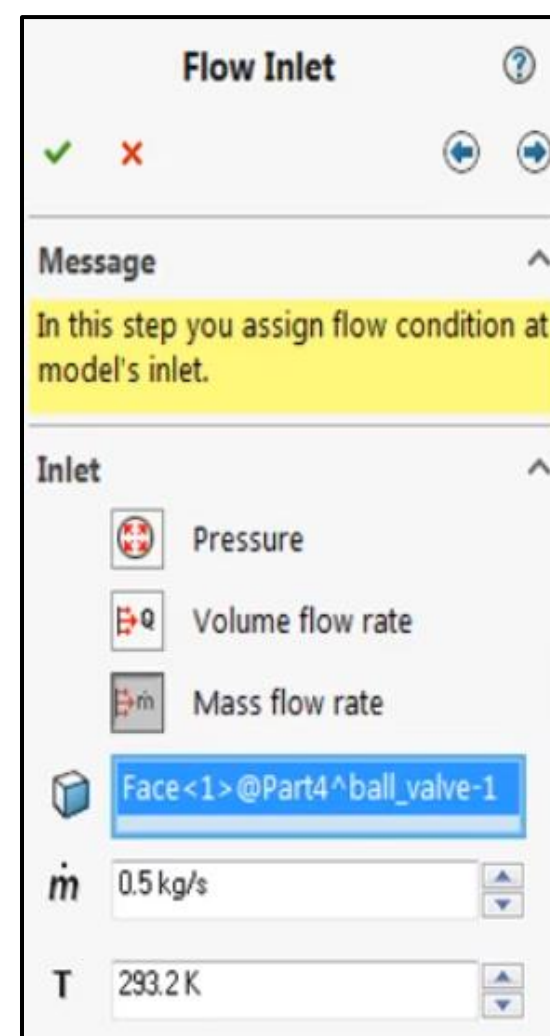 Flow Inlet
?
Message
In this step you assign flow condition at
model's inlet.
Inlet
Pressure
Q Volume flow rate
ṁ Mass flow rate
Face<1>@Part4^ball_valve-1
ṁ 0.5 kg/s
T 293.2 K